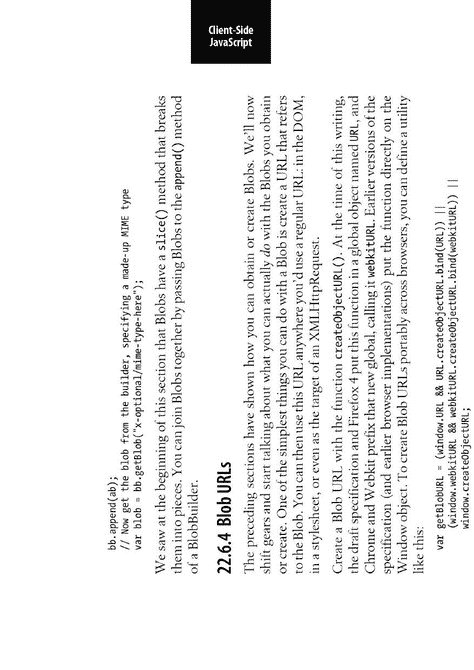 Client-Side
JavaScript
bb.append(ab);
// Now get the blob from the builder, specifying a made-up MIME type
var blob = bb.getBlob("x-optional/mime-type-here");
We saw at the beginning of this section that Blobs have a slice() method that breaks
them into pieces. You can join Blobs together by passing Blobs to the append() method
of a BlobBuilder.
22.6.4 Blob URLs
The preceding sections have shown how you can obtain or create Blobs. We’ll now
shift gears and start talking about what you can actually do with the Blobs you obtain
or create. One of the simplest things you can do with a Blob is create a URL that refers
to the Blob. You can then use this URL anywhere you’d use a regular URL: in the DOM,
in a stylesheet, or even as the target of an XMLHttpRequest.
Create a Blob URL with the function createObjectURL(). At the time of this writing,
the draft specification and Firefox 4 put this function in a global object named URL, and
Chrome and Webkit prefix that new global, calling it webkitURL. Earlier versions of the
specification (and earlier browser implementations) put the function directly on the
Window object. To create Blob URLs portably across browsers, you can define a utility
like this:
var getBlobURL = (window.URL && URL.createObjectURL.bind(URL)) ||
(window.webkitURL && webkitURL.createObjectURL.bind(webkitURL)) ||
window.createObjectURL;